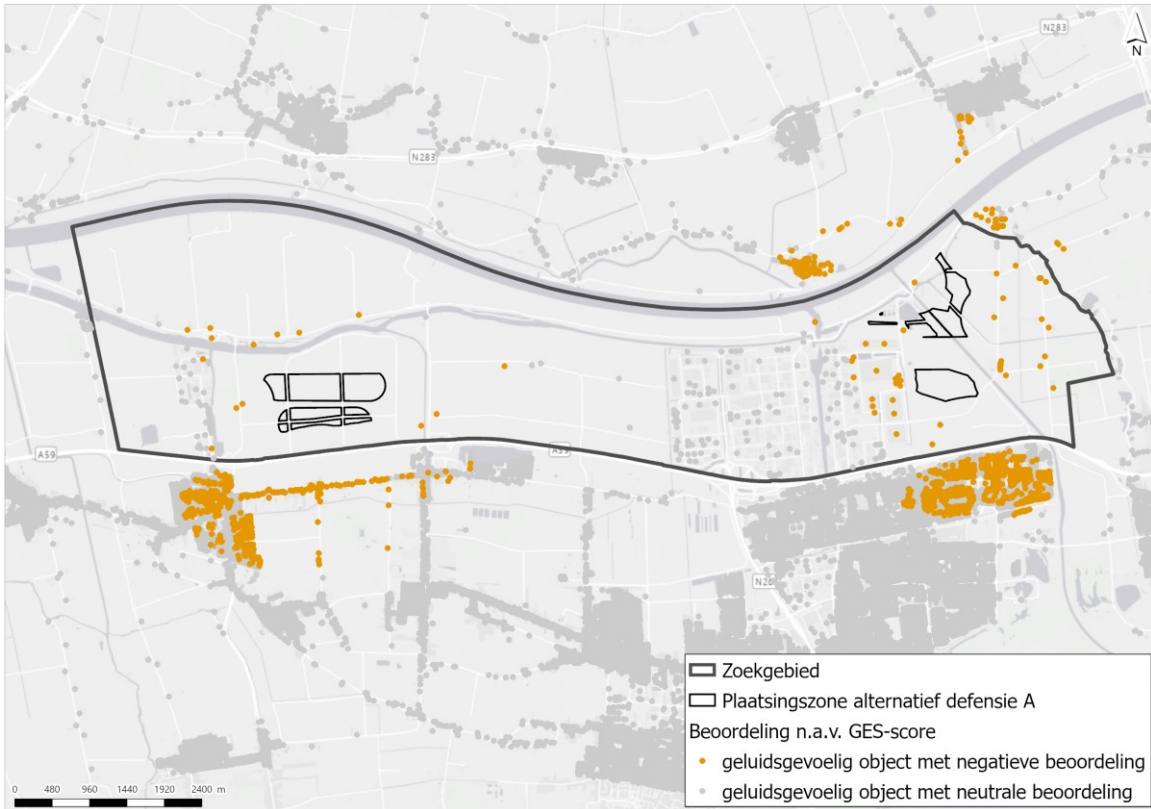 N283
N283
N
N283
A59
A59
N26
Zoekgebied
Plaatsingszone alternatief defensie A
Beoordeling n.a.v. GES-score
geluidsgevoelig object met negatieve beoordeling
geluidsgevoelig object met neutrale beoordeling
0 480 960 1440 1920 2400 m